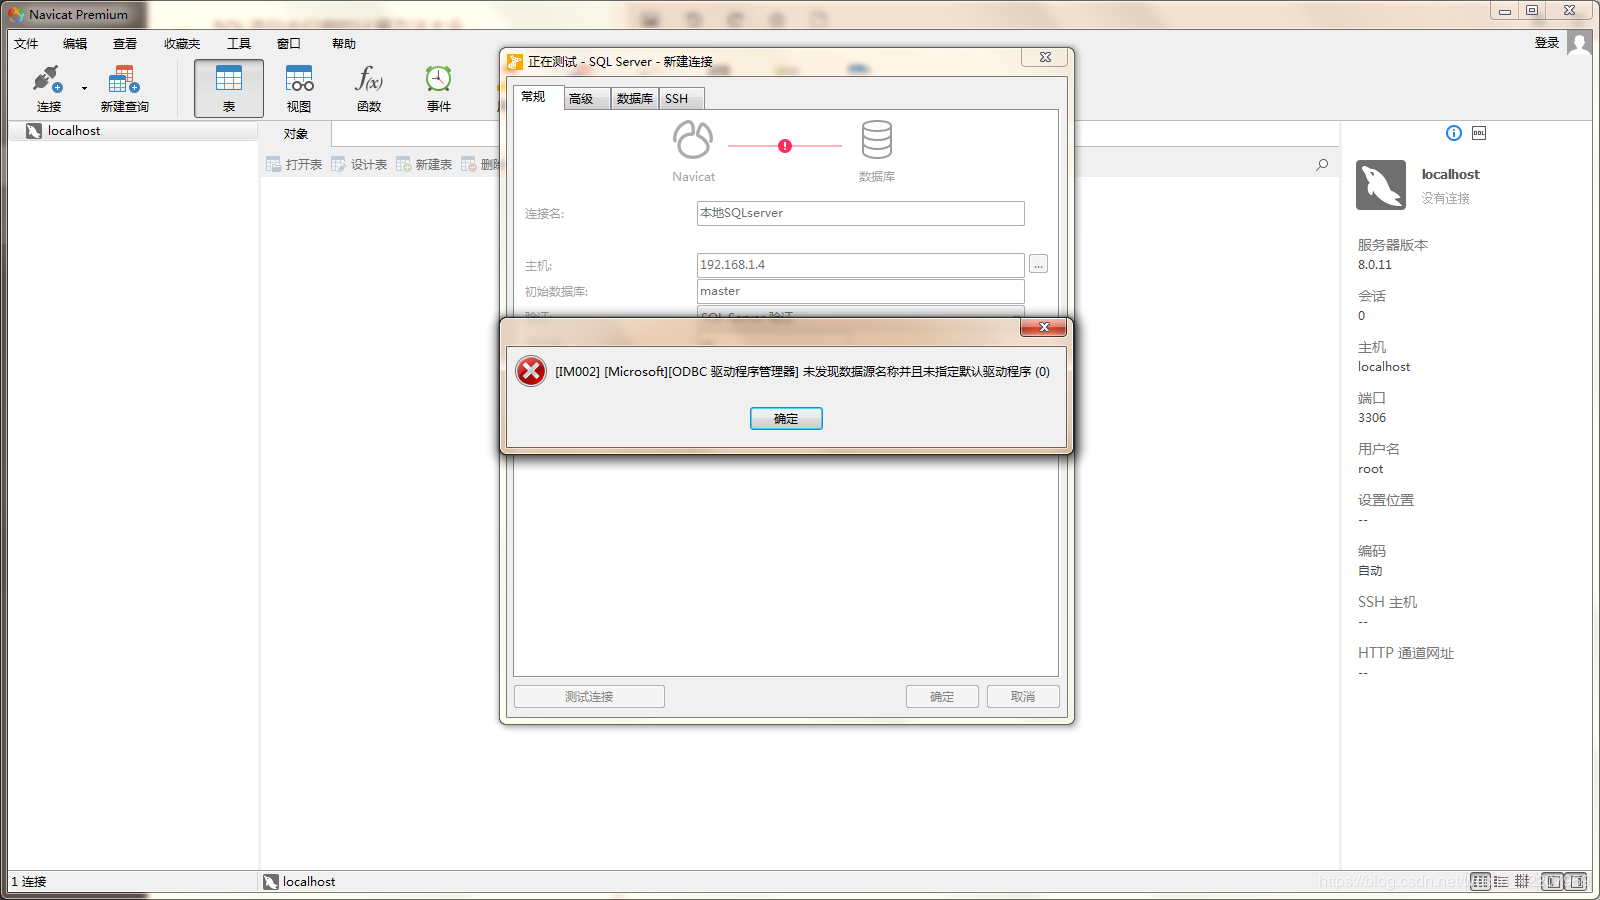 Navicat Premium
文件 编辑 查看 收藏夹 工具 窗口 帮助
登录
连接 新建查询 表 视图 函数 事件
f(x)
localhost
对象
打开表 设计表 新建表
正在测试 - SQL Server - 新建连接
常规 高级 数据库 SSH
Navicat 数据库
连接名: 本地SQLserver
主机: 192.168.1.4 ...
初始数据库: master
验证: SQL Server 验证
[IM002] [Microsoft][ODBC 驱动程序管理器] 未发现数据源名称并且未指定默认驱动程序 (0)
确定
测试连接 确定 取消
DDL
localhost
没有连接
服务器版本
8.0.11
会话
0
主机
localhost
端口
3306
用户名
root
设置位置
--
编码
自动
SSH 主机
--
HTTP 通道网址
--
1 连接
localhost